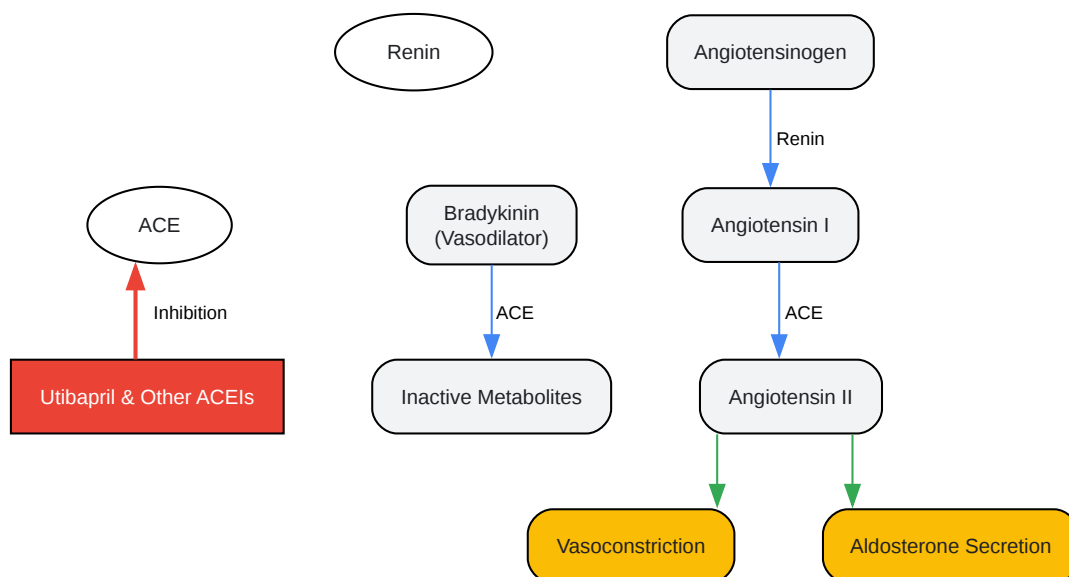 Renin
Angiotensinogen
Renin
ACE
Bradykinin
(Vasodilator)
Angiotensin I
Inhibition
ACE
ACE
Utibapril & Other ACEIs
Inactive Metabolites
Angiotensin II
Vasoconstriction
Aldosterone Secretion